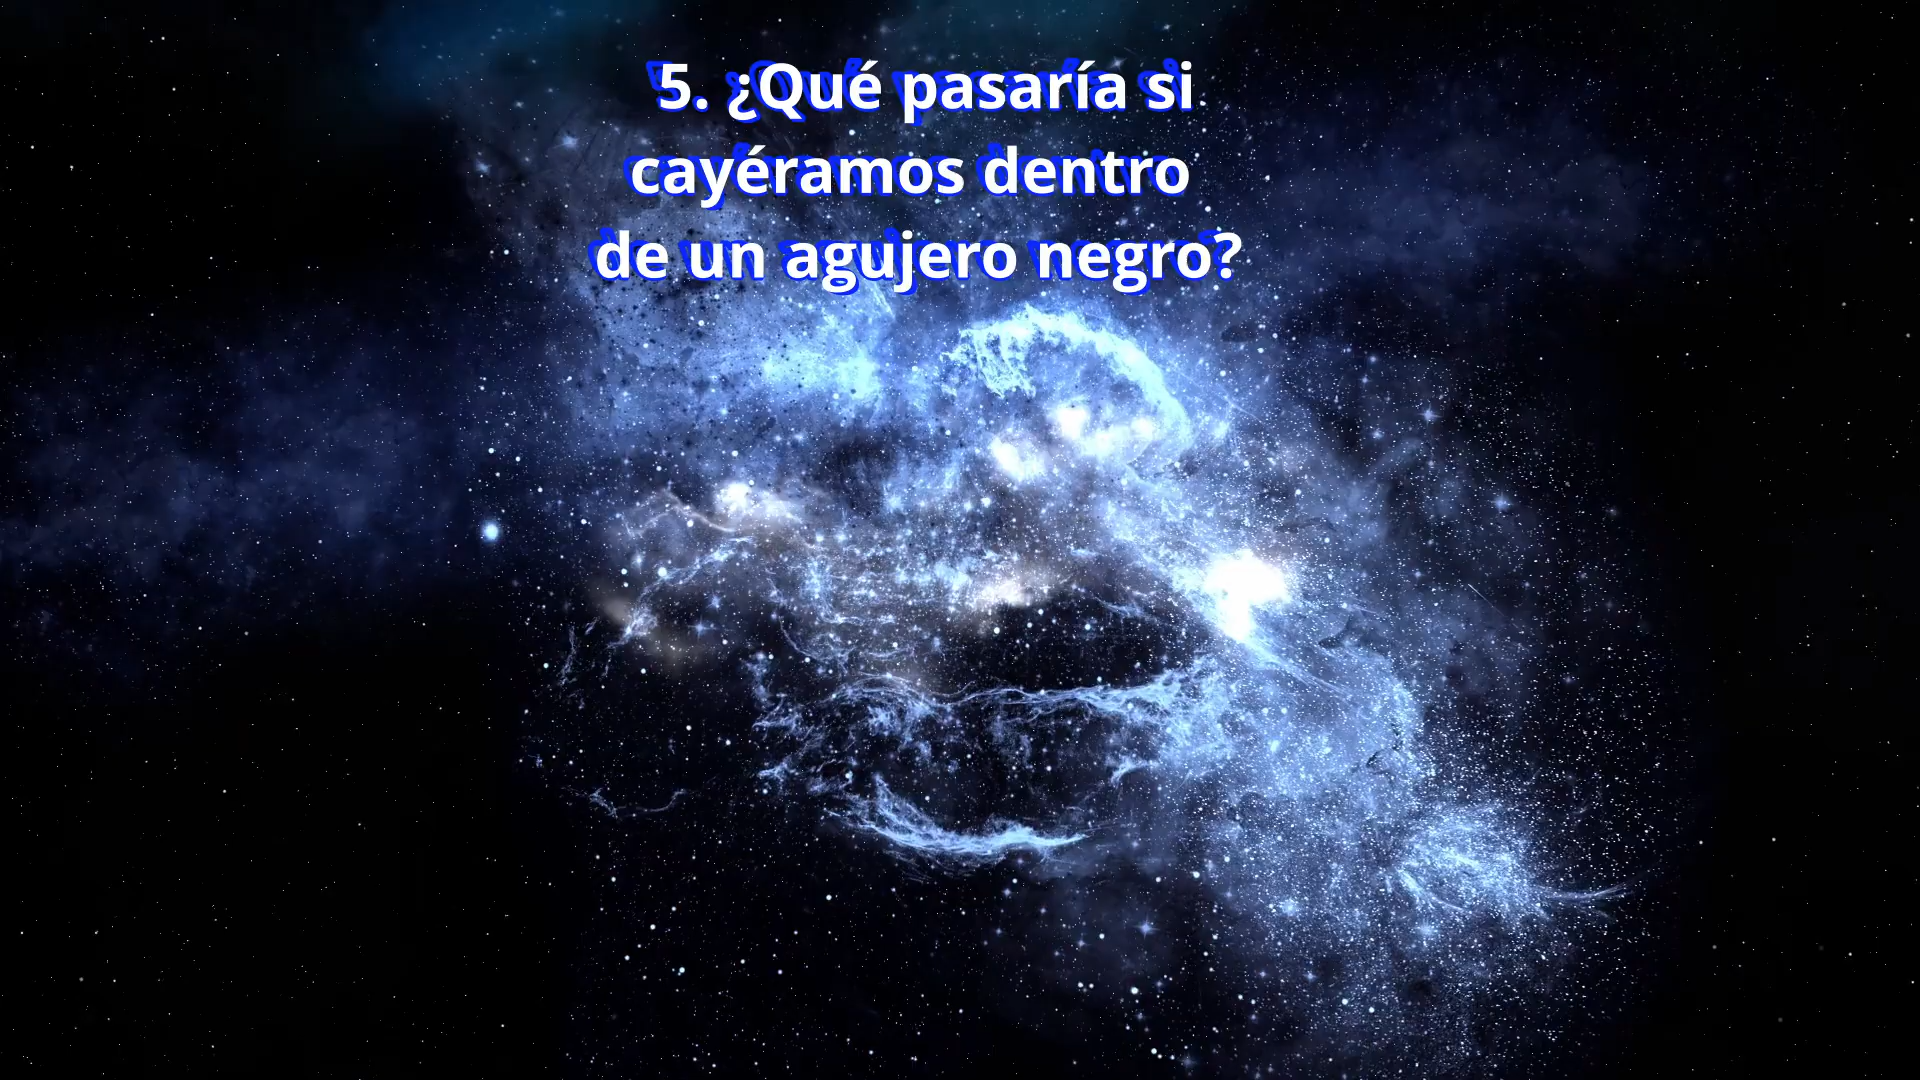 5. ¿Qué pasaría si
cayéramos dentro
de un agujero negro?